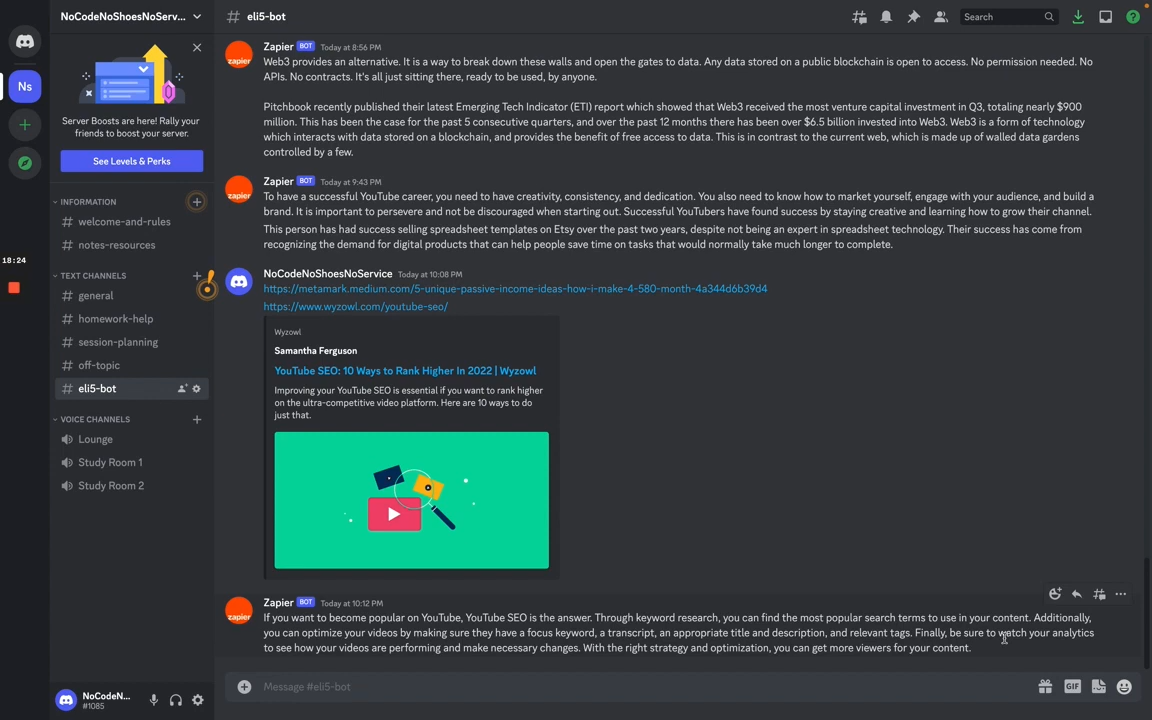 NoCodeNoShoesNoServ...
# eli5-bot
Search
Ns
Server Boosts are here! Rally your
friends to boost your server.
See Levels & Perks
INFORMATION
# welcome-and-rules
# notes-resources
18:24
TEXT CHANNELS
# general
# homework-help
# session-planning
# off-topic
# eli5-bot
VOICE CHANNELS
Lounge
Study Room 1
Study Room 2
NoCodeN...
#1085
zapier
Zapier BOT Today at 8:56 PM
Web3 provides an alternative. It is a way to break down these walls and open the gates to data. Any data stored on a public blockchain is open to access. No permission needed. No
APIs. No contracts. It's all just sitting there, ready to be used, by anyone.
Pitchbook recently published their latest Emerging Tech Indicator (ETI) report which showed that Web3 received the most venture capital investment in Q3, totaling nearly $900
million. This has been the case for the past 5 consecutive quarters, and over the past 12 months there has been over $6.5 billion invested into Web3. Web3 is a form of technology
which interacts with data stored on a blockchain, and provides the benefit of free access to data. This is in contrast to the current web, which is made up of walled data gardens
controlled by a few.
zapier
Zapier BOT Today at 9:43 PM
To have a successful YouTube career, you need to have creativity, consistency, and dedication. You also need to know how to market yourself, engage with your audience, and build a
brand. It is important to persevere and not be discouraged when starting out. Successful YouTubers have found success by staying creative and learning how to grow their channel.
This person has had success selling spreadsheet templates on Etsy over the past two years, despite not being an expert in spreadsheet technology. Their success has come from
recognizing the demand for digital products that can help people save time on tasks that would normally take much longer to complete.
NoCodeNoShoesNoService Today at 10:08 PM
https://metamark.medium.com/5-unique-passive-income-ideas-how-i-make-4-580-month-4a344d6b39d4
https://www.wyzowl.com/youtube-seo/
Wyzowl
Samantha Ferguson
YouTube SEO: 10 Ways to Rank Higher In 2022 | Wyzowl
Improving your YouTube SEO is essential if you want to rank higher
on the ultra-competitive video platform. Here are 10 ways to do
just that.
zapier
Zapier BOT Today at 10:12 PM
If you want to become popular on YouTube, YouTube SEO is the answer. Through keyword research, you can find the most popular search terms to use in your content. Additionally,
you can optimize your videos by making sure they have a focus keyword, a transcript, an appropriate title and description, and relevant tags. Finally, be sure to watch your analytics
to see how your videos are performing and make necessary changes. With the right strategy and optimization, you can get more viewers for your content.
Message #eli5-bot
GIF